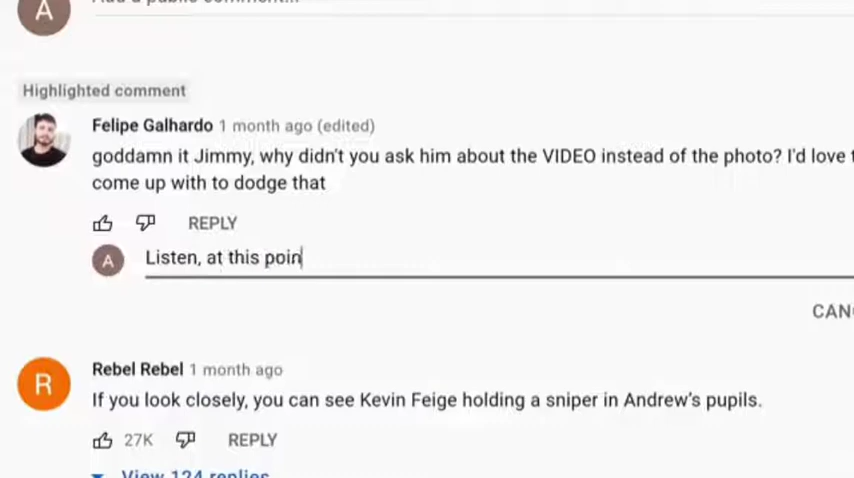 A
Highlighted comment
Felipe Galhardo 1 month ago (edited)
goddamn it Jimmy, why didn't you ask him about the VIDEO instead of the photo? I'd love
come up with to dodge that
REPLY
A Listen, at this poin
CAN
R Rebel Rebel 1 month ago
If you look closely, you can see Kevin Feige holding a sniper in Andrew's pupils.
27K REPLY
View 124 replies